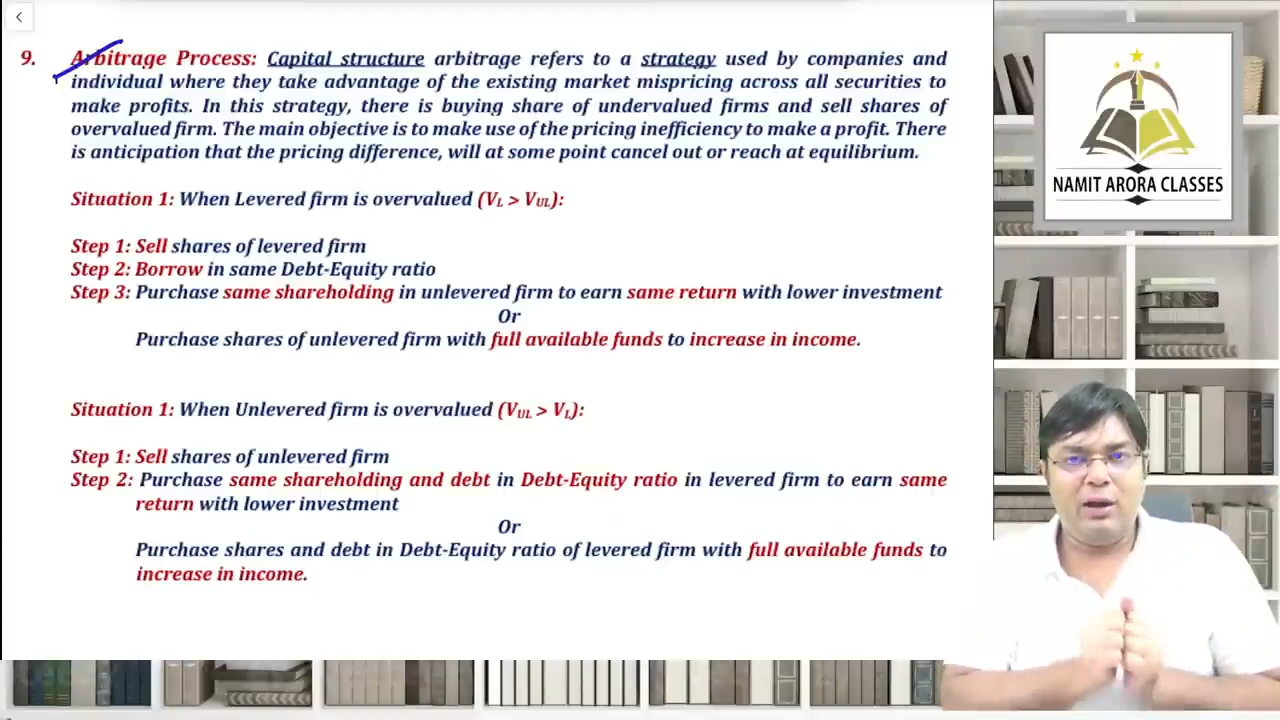 9. Arbitrage Process: Capital structure arbitrage refers to a strategy used by companies and
individual where they take advantage of the existing market mispricing across all securities to
make profits. In this strategy, there is buying share of undervalued firms and sell shares of
overvalued firm. The main objective is to make use of the pricing inefficiency to make a profit. There
is anticipation that the pricing difference, will at some point cancel out or reach at equilibrium.
Situation 1: When Levered firm is overvalued (VL > VUL):
Step 1: Sell shares of levered firm
Step 2: Borrow in same Debt-Equity ratio
Step 3: Purchase same shareholding in unlevered firm to earn same return with lower investment
Or
Purchase shares of unlevered firm with full available funds to increase in income.
Situation 1: When Unlevered firm is overvalued (VUL > VL):
Step 1: Sell shares of unlevered firm
Step 2: Purchase same shareholding and debt in Debt-Equity ratio in levered firm to earn same
return with lower investment
Or
Purchase shares and debt in Debt-Equity ratio of levered firm with full available funds to
increase in income.
NAMIT ARORA CLASSES